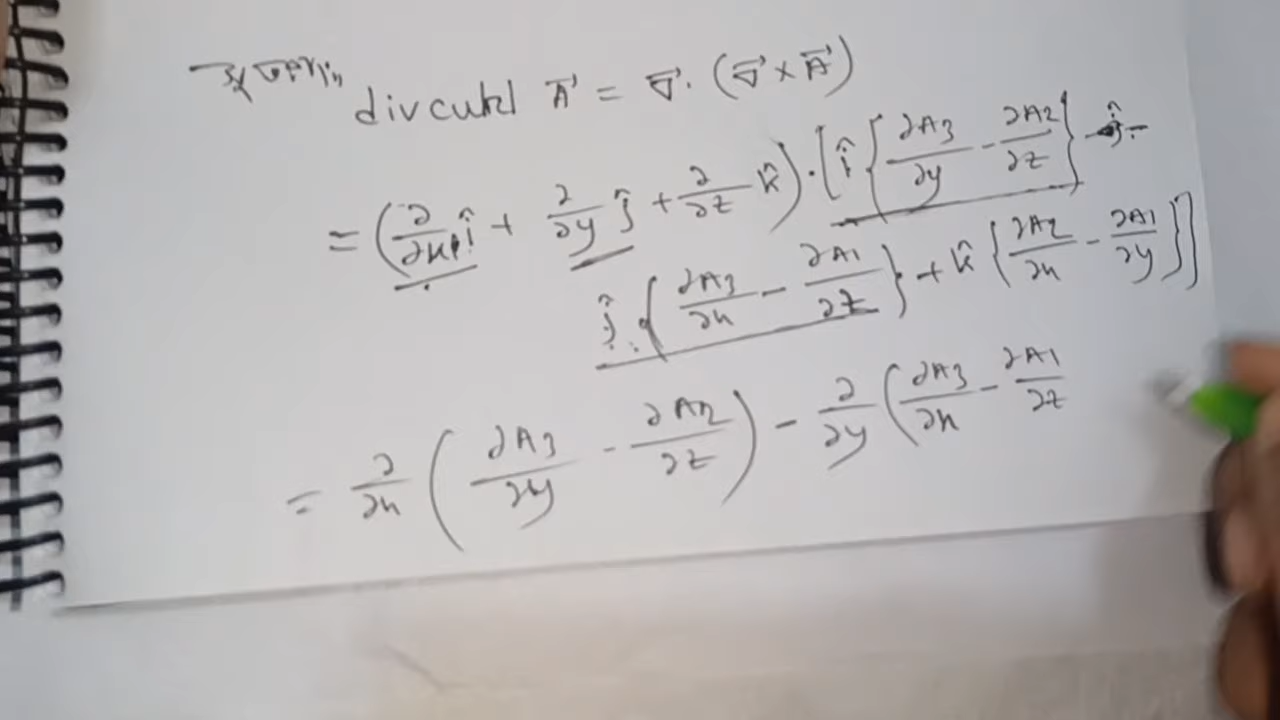 div curl A⃗ = ∇⃗ · (∇⃗ × A⃗)
= (∂/∂x î + ∂/∂y ĵ + ∂/∂z k̂) · [î {∂A3/∂y - ∂A2/∂z} -
ĵ {∂A3/∂x - ∂A1/∂z} + k̂ {∂A2/∂x - ∂A1/∂y}]
= ∂/∂x (∂A3/∂y - ∂A2/∂z) - ∂/∂y (∂A3/∂x - ∂A1/∂z